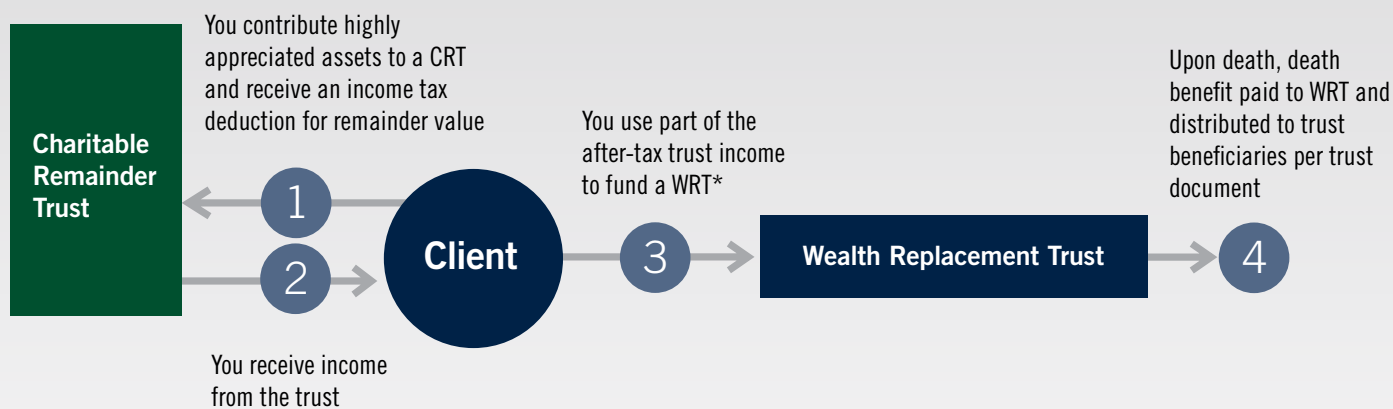 You contribute highly
appreciated assets to a CRT
and receive an income tax
deduction for remainder value
Charitable
Remainder
Trust
1
2
You receive income
from the trust
Client
You use part of the
after-tax trust income
to fund a WRT*
3
Wealth Replacement Trust
Upon death, death
benefit paid to WRT and
distributed to trust
beneficiaries per trust
document
4